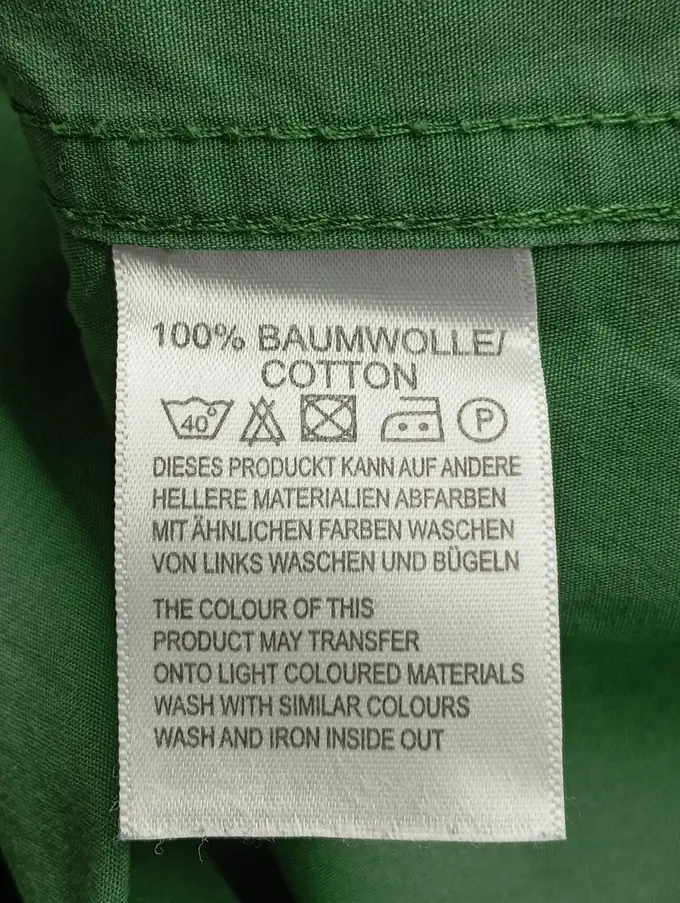 100% BAUMWOLLE/
COTTON
40° P
DIESES PRODUCKT KANN AUF ANDERE
HELLERE MATERIALIEN ABFARBEN
MIT ÄHNLICHEN FARBEN WASCHEN
VON LINKS WASCHEN UND BÜGELN
THE COLOUR OF THIS
PRODUCT MAY TRANSFER
ONTO LIGHT COLOURED MATERIALS
WASH WITH SIMILAR COLOURS
WASH AND IRON INSIDE OUT